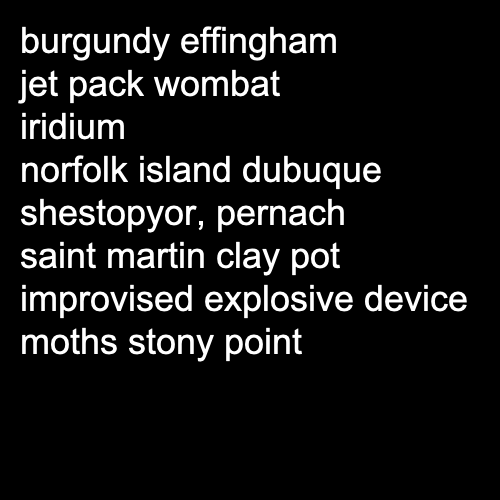 burgundy effingham
jet pack wombat
iridium
norfolk island dubuque
shestopyor, pernach
saint martin clay pot
improvised explosive device
moths stony point